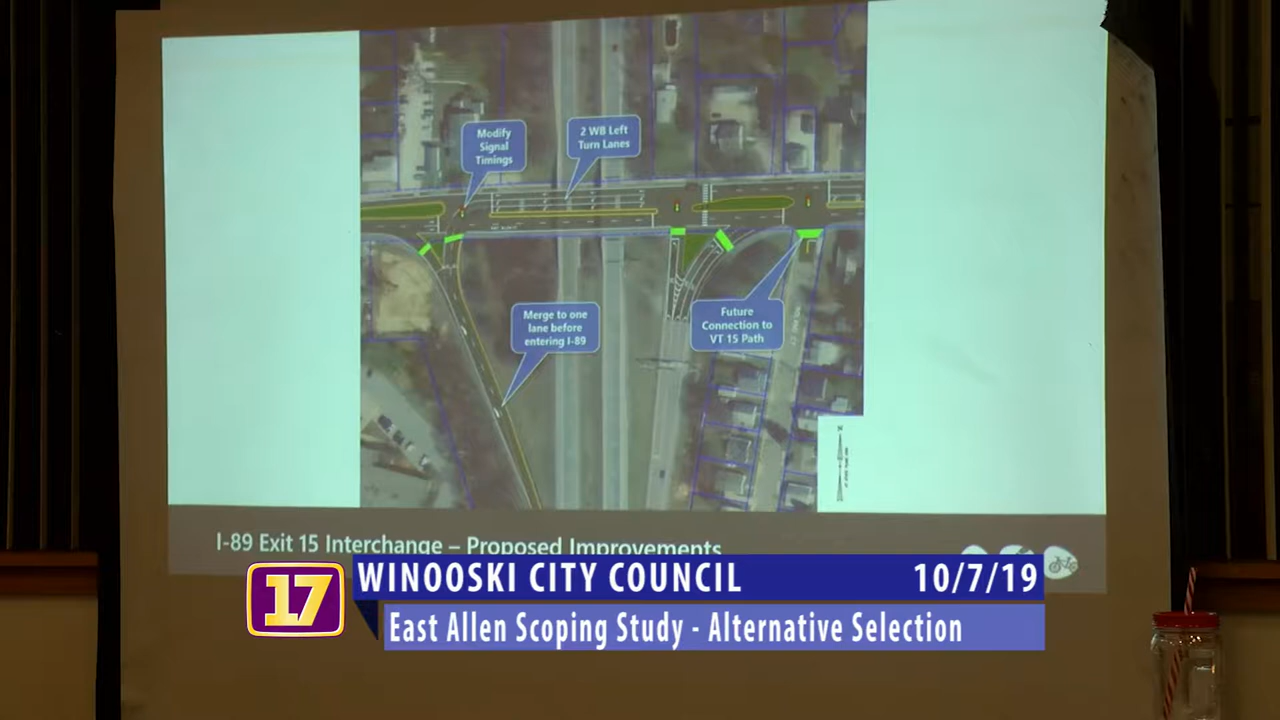 Modify
Signal
Timings
2 WB Left
Turn Lanes
Merge to one
lane before
entering I-89
Future
Connection to
VT 15 Path
N
I-89 Exit 15 Interchange – Proposed Improvements
17
WINOOSKI CITY COUNCIL 10/7/19
East Allen Scoping Study - Alternative Selection